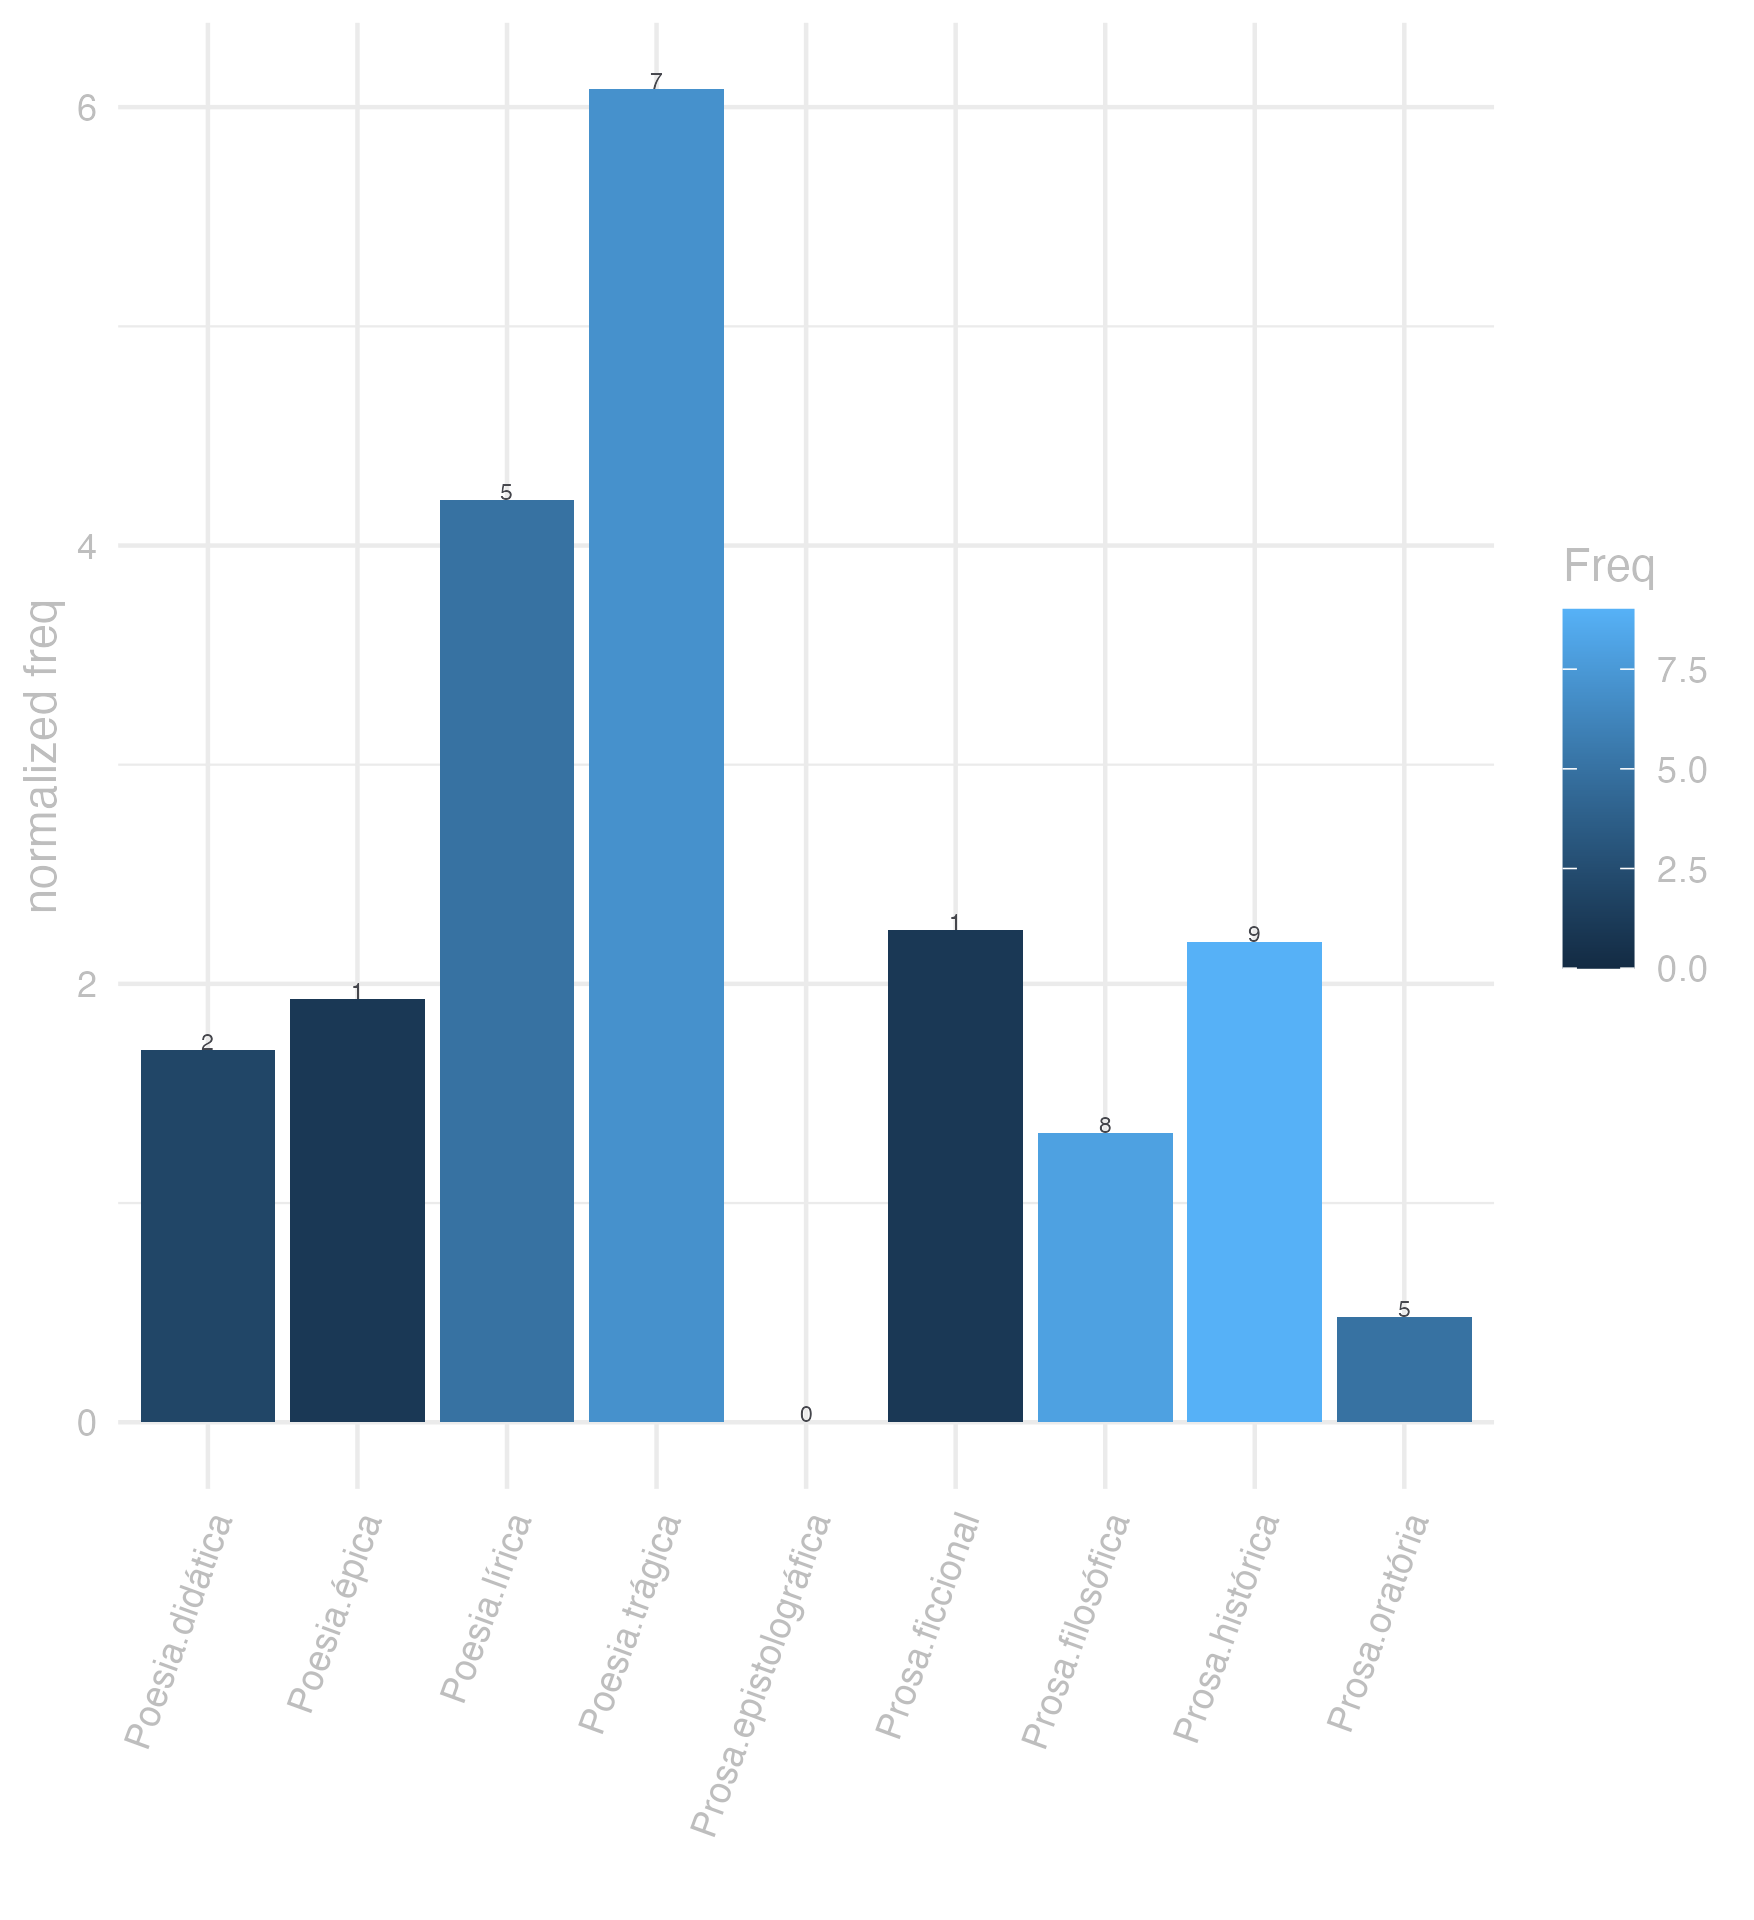 normalized freq
6
4
2
0
2
1
5
7
0
1
8
9
5
Poesia.didática
Poesia.épica
Poesia.lírica
Poesia.trágica
Prosa.epistolográfica
Prosa.ficcional
Prosa.filosófica
Prosa.histórica
Prosa.oratória
Freq
7.5
5.0
2.5
0.0